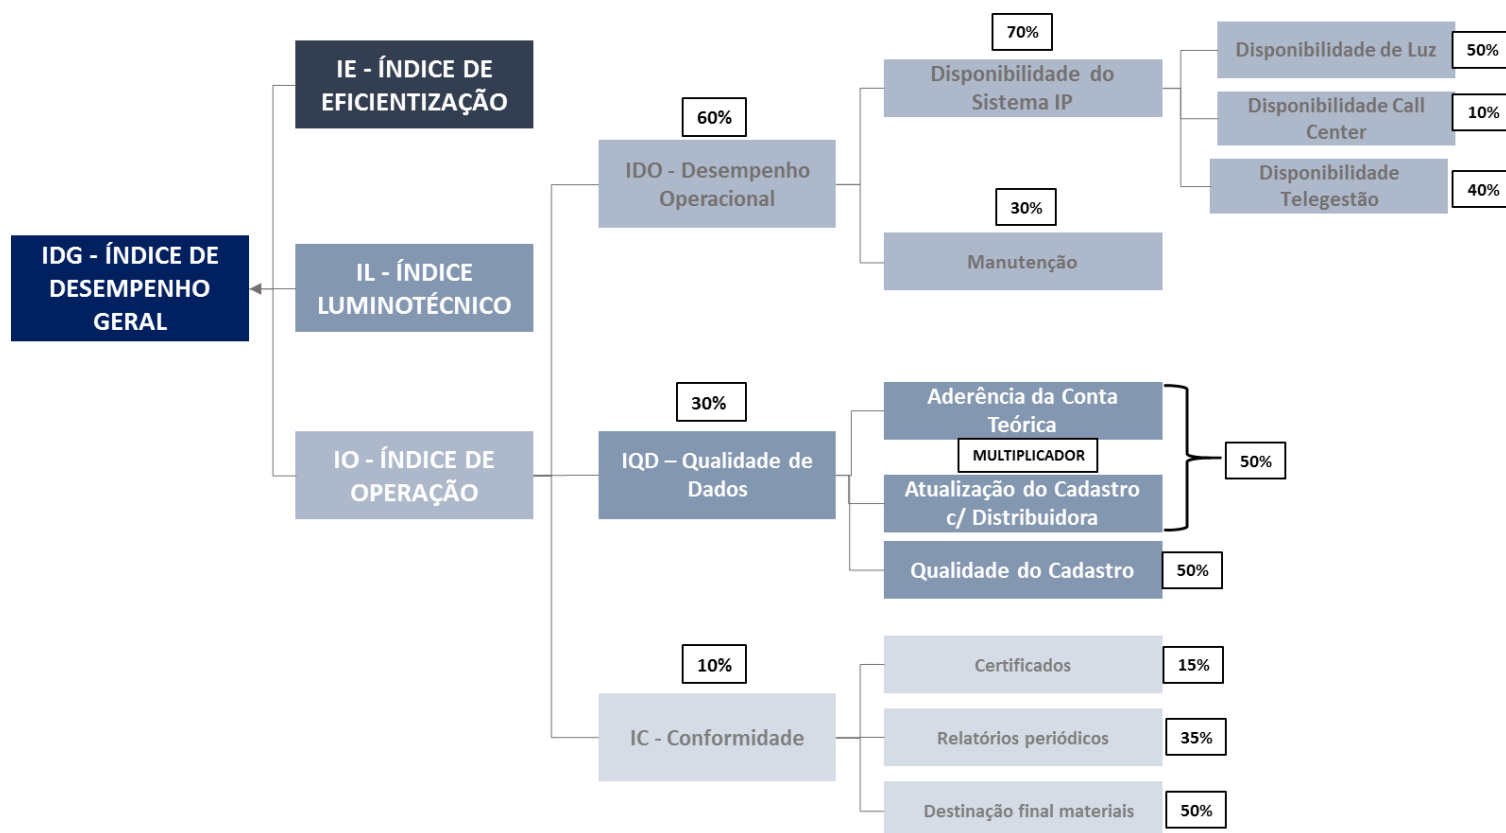 IDG - ÍNDICE DE
DESEMPENHO
GERAL
IE - ÍNDICE DE
EFICIENTIZAÇÃO
IL - ÍNDICE
LUMINOTÉCNICO
IO - ÍNDICE DE
OPERAÇÃO
60%
IDO - Desempenho
Operacional
70%
Disponibilidade do
Sistema IP
Disponibilidade de Luz
50%
Disponibilidade Call
Center
10%
Disponibilidade
Telegestão
40%
30%
Manutenção
30%
IQD – Qualidade de
Dados
Aderência da Conta
Teórica
MULTIPLICADOR
Atualização do Cadastro
c/ Distribuidora
50%
Qualidade do Cadastro
50%
10%
IC - Conformidade
Certificados
15%
Relatórios periódicos
35%
Destinação final materiais
50%